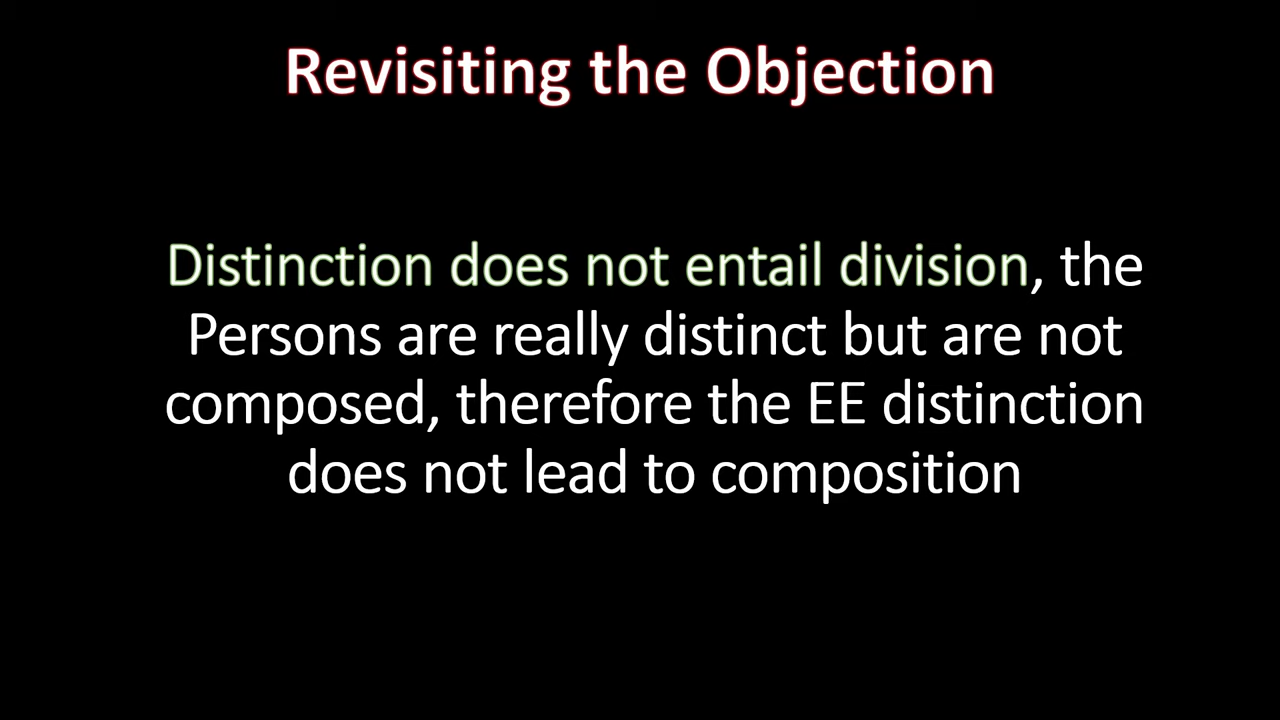 Revisiting the Objection
Distinction does not entail division, the
Persons are really distinct but are not
composed, therefore the EE distinction
does not lead to composition